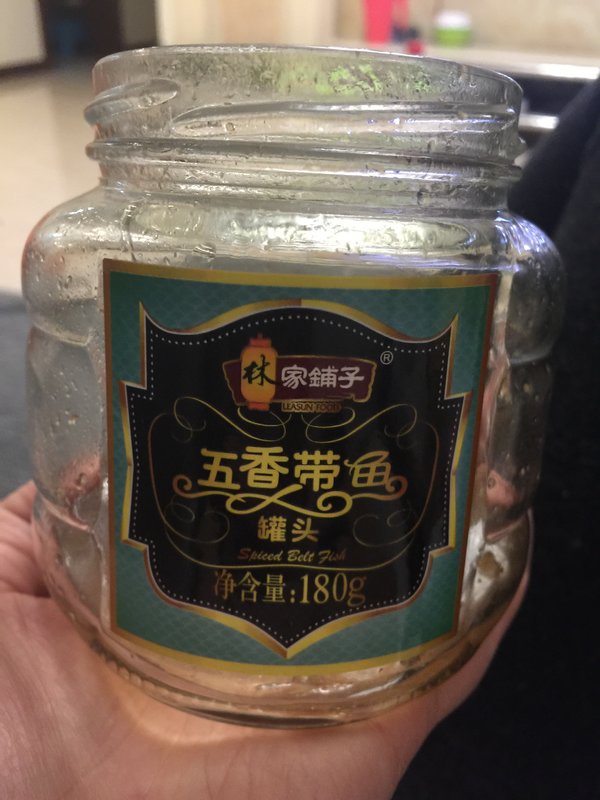 林家鋪子®
LEASUN FOOD
五香带鱼
罐头
Spiced Belt Fish
净含量:180g